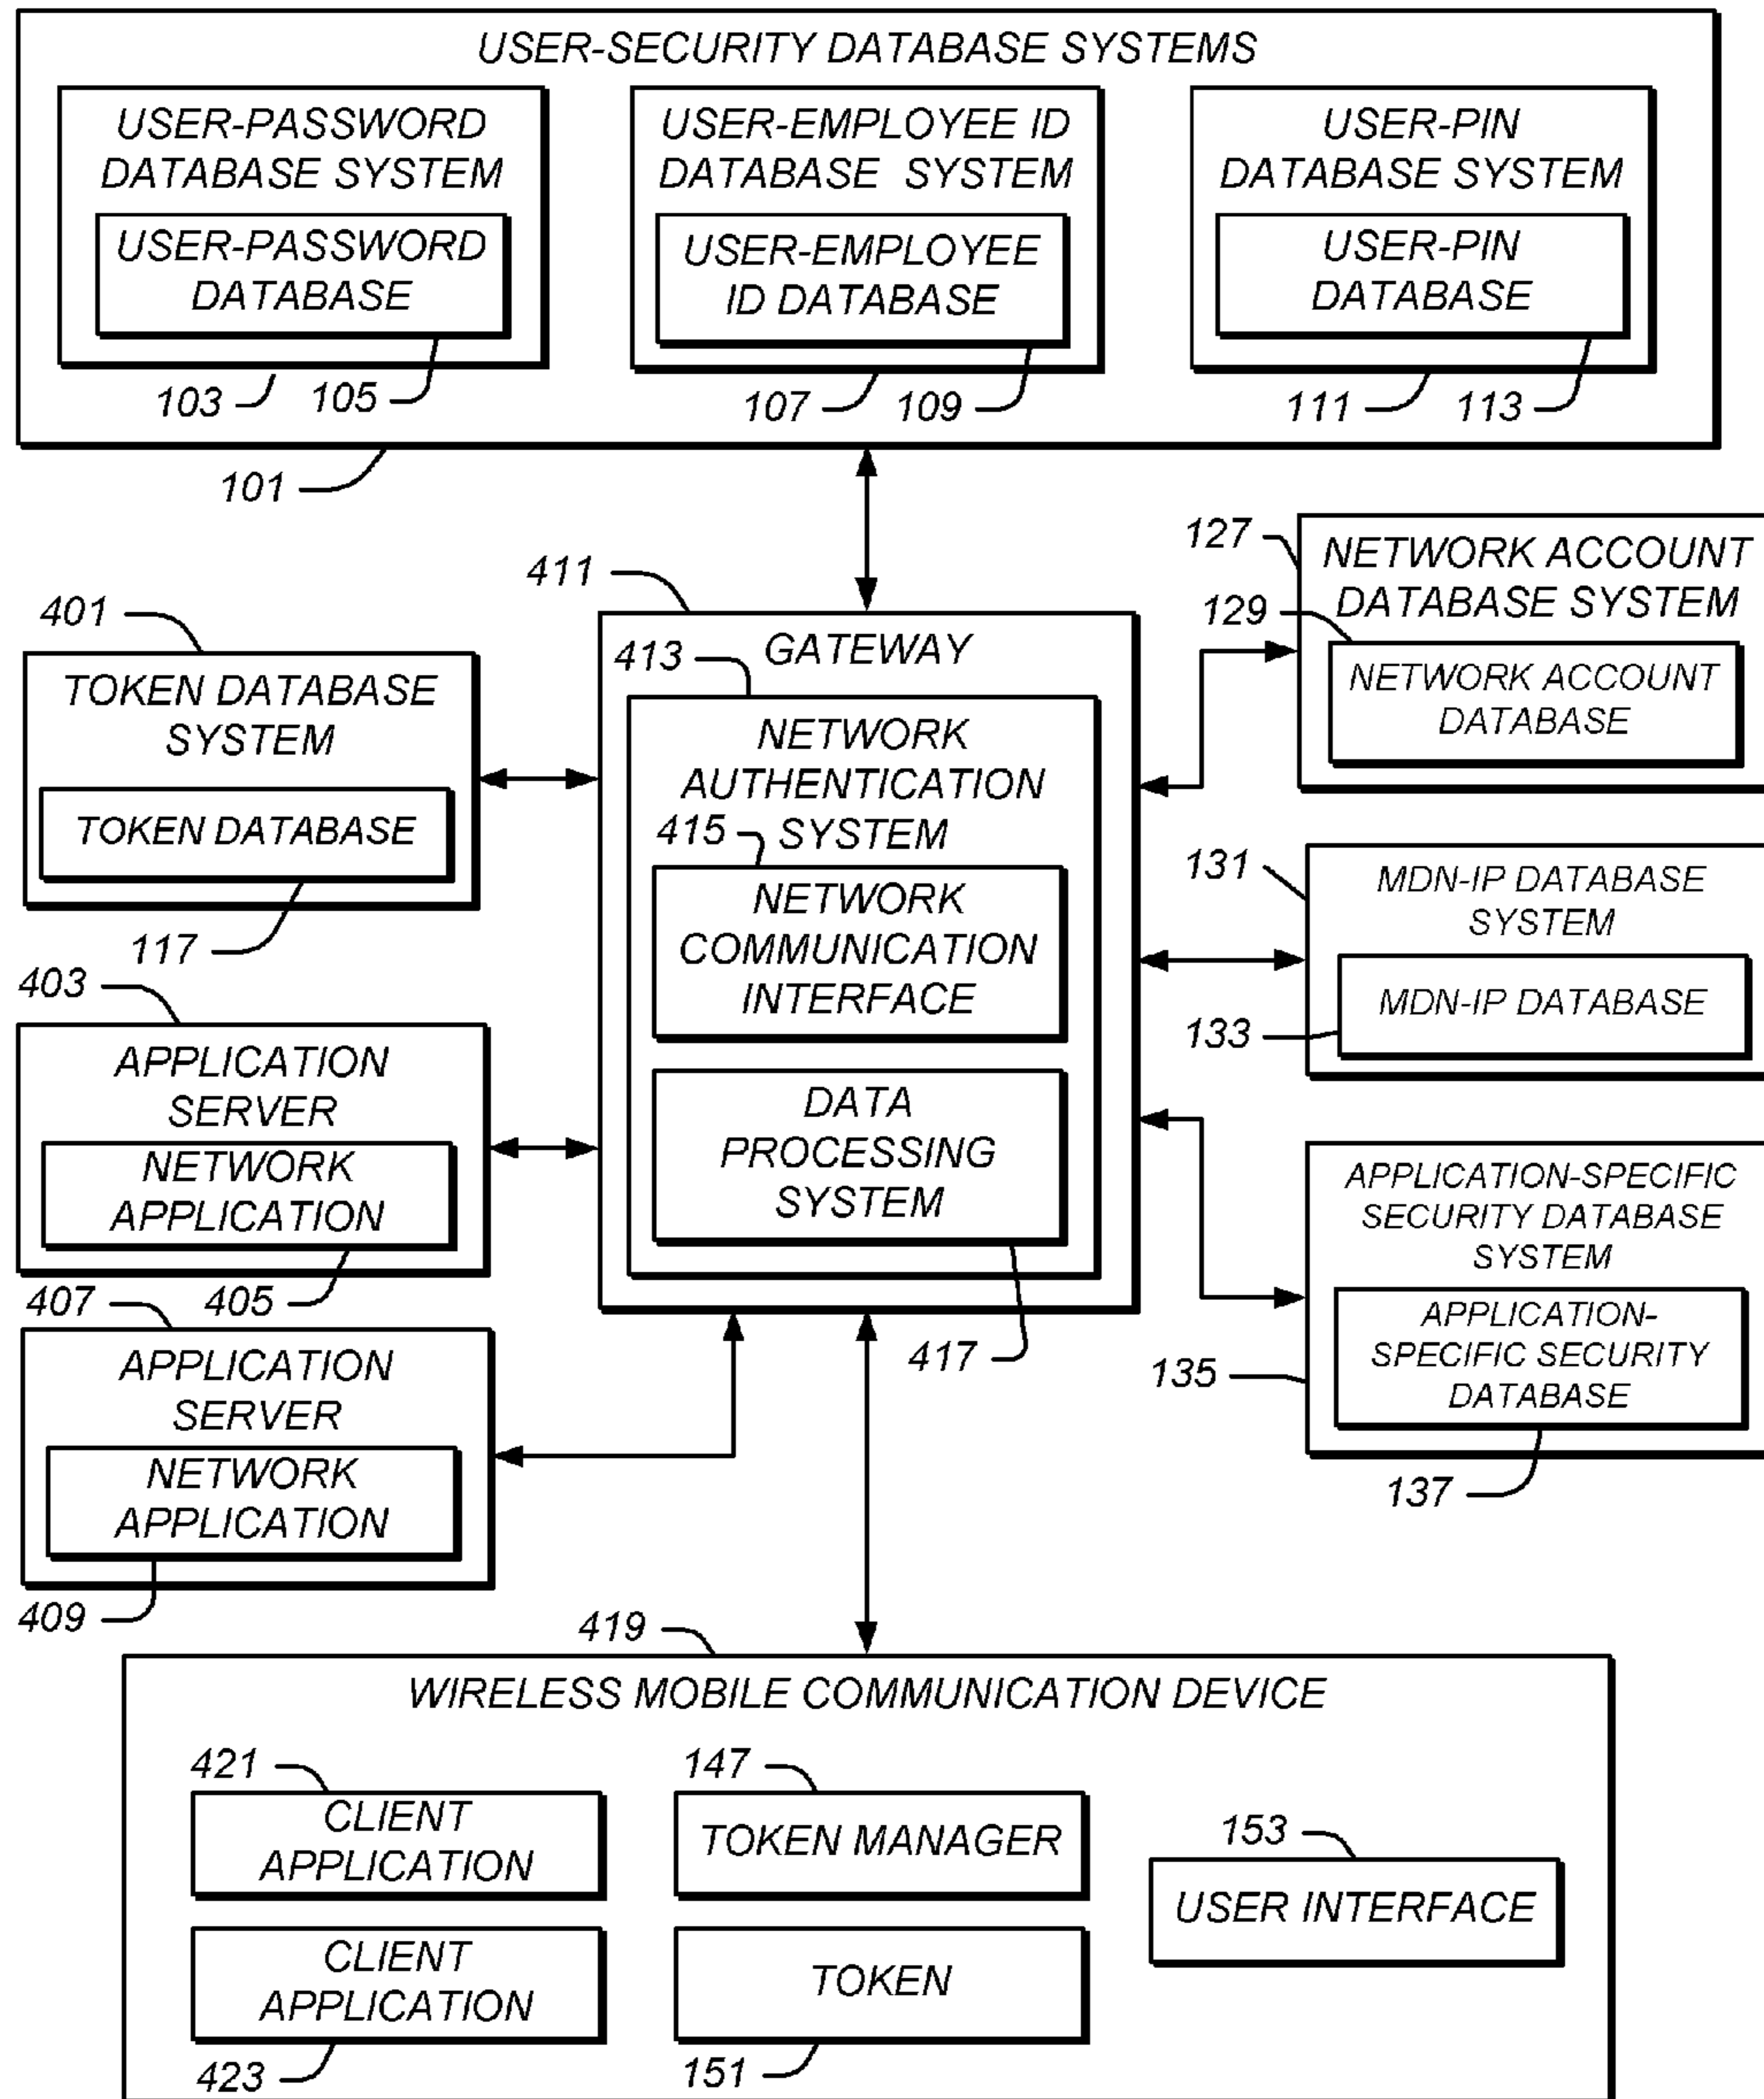 USER-SECURITY DATABASE SYSTEMS
USER-PASSWORD
DATABASE SYSTEM
USER-PASSWORD
DATABASE
103
105
USER-EMPLOYEE ID
DATABASE SYSTEM
USER-EMPLOYEE
ID DATABASE
107
109
USER-PIN
DATABASE SYSTEM
USER-PIN
DATABASE
111
113
101
401
TOKEN DATABASE
SYSTEM
TOKEN DATABASE
117
403
APPLICATION
SERVER
NETWORK
APPLICATION
405
407
APPLICATION
SERVER
NETWORK
APPLICATION
409
411
GATEWAY
413
NETWORK
AUTHENTICATION
SYSTEM
415
NETWORK
COMMUNICATION
INTERFACE
DATA
PROCESSING
SYSTEM
417
127
NETWORK ACCOUNT
DATABASE SYSTEM
129
NETWORK ACCOUNT
DATABASE
131
MDN-IP DATABASE
SYSTEM
MDN-IP DATABASE
133
APPLICATION-SPECIFIC
SECURITY DATABASE
SYSTEM
APPLICATION-
SPECIFIC SECURITY
DATABASE
135
137
419
WIRELESS MOBILE COMMUNICATION DEVICE
421
CLIENT
APPLICATION
CLIENT
APPLICATION
423
147
TOKEN MANAGER
TOKEN
151
153
USER INTERFACE